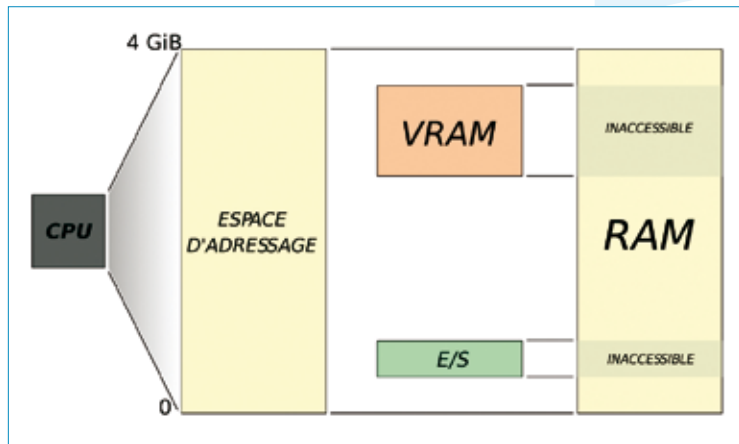 4 GiB
VRAM
INACCESSIBLE
CPU
ESPACE
D'ADRESSAGE
RAM
E/S
INACCESSIBLE
0